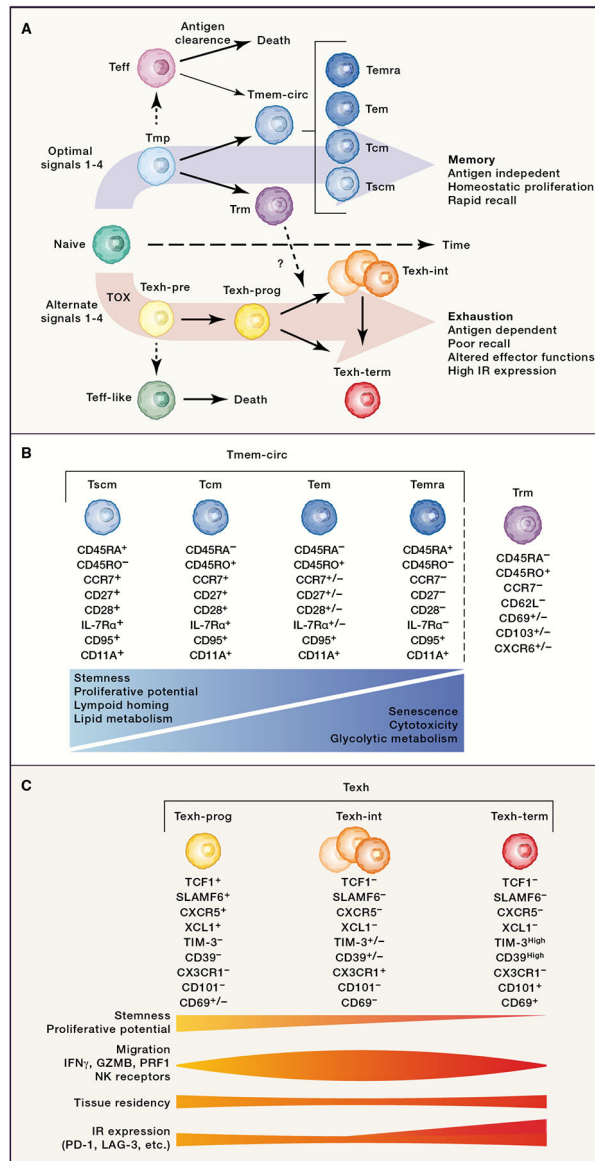 A
Antigen
clearence
Death
Teff
Tmem-circ
Temra
Tem
Tcm
Tscm
Tmp
Optimal
signals 1-4
Memory
Antigen indepedent
Homeostatic proliferation
Rapid recall
Trm
Naive
Time
?
Texh-int
TOX
Texh-pre
Texh-prog
Alternate
signals 1-4
Exhaustion
Antigen dependent
Poor recall
Altered effector functions
High IR expression
Texh-term
Teff-like
Death
B
Tmem-circ
Tscm
CD45RA⁺
CD45RO⁻
CCR7⁺
CD27⁺
CD28⁺
IL-7Rα⁺
CD95⁺
CD11A⁺
Tcm
CD45RA⁻
CD45RO⁺
CCR7⁺
CD27⁺
CD28⁺
IL-7Rα⁺
CD95⁺
CD11A⁺
Tem
CD45RA⁻
CD45RO⁺
CCR7⁺/⁻
CD27⁺/⁻
CD28⁺/⁻
IL-7Rα⁺/⁻
CD95⁺
CD11A⁺
Temra
CD45RA⁺
CD45RO⁻
CCR7⁻
CD27⁻
CD28⁻
IL-7Rα⁻
CD95⁺
CD11A⁺
Trm
CD45RA⁻
CD45RO⁺
CCR7⁻
CD62L⁻
CD69⁺/⁻
CD103⁺/⁻
CXCR6⁺/⁻
Stemness
Proliferative potential
Lympoid homing
Lipid metabolism
Senescence
Cytotoxicity
Glycolytic metabolism
C
Texh
Texh-prog
TCF1⁺
SLAMF6⁺
CXCR5⁺
XCL1⁺
TIM-3⁻
CD39⁻
CX3CR1⁻
CD101⁻
CD69⁺/⁻
Texh-int
TCF1⁻
SLAMF6⁻
CXCR5⁻
XCL1⁻
TIM-3⁺/⁻
CD39⁺/⁻
CX3CR1⁺
CD101⁻
CD69⁻
Texh-term
TCF1⁻
SLAMF6⁻
CXCR5⁻
XCL1⁻
TIM-3High
CD39High
CX3CR1⁻
CD101⁺
CD69⁺
Stemness
Proliferative potential
Migration
IFNγ, GZMB, PRF1
NK receptors
Tissue residency
IR expression
(PD-1, LAG-3, etc.)